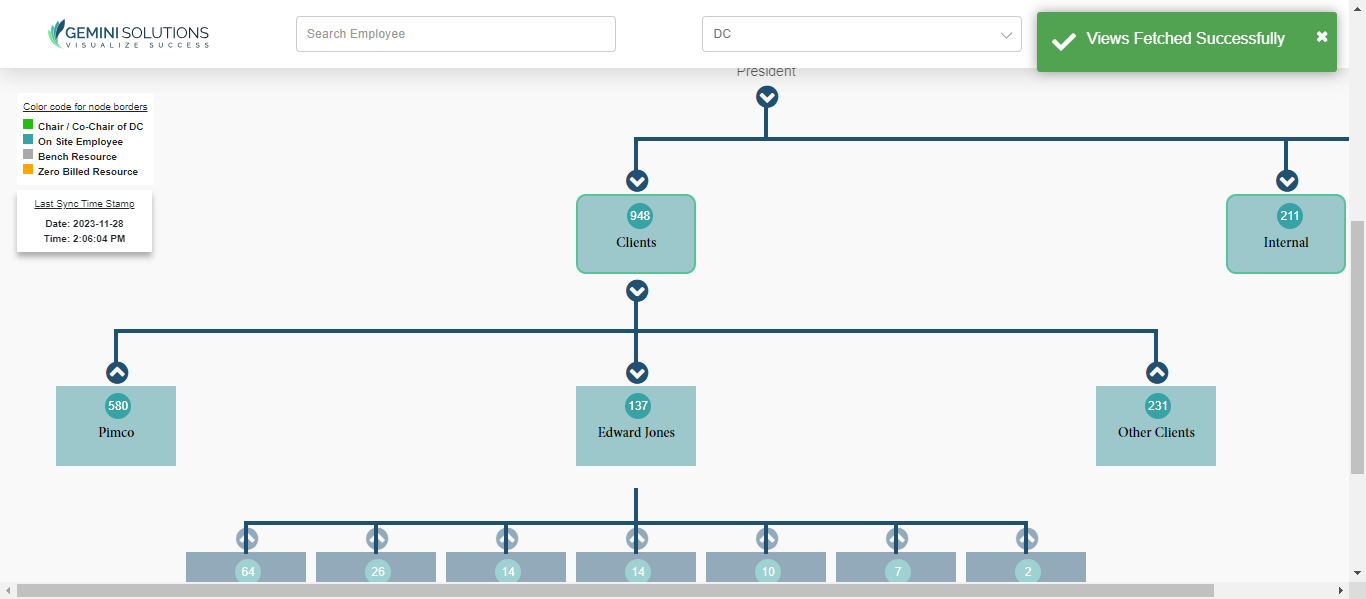 GEMINI SOLUTIONS
VISUALIZE SUCCESS
Search Employee
DC
Views Fetched Successfully
President
Color code for node borders
Chair / Co-Chair of DC
On Site Employee
Bench Resource
Zero Billed Resource
Last Sync Time Stamp
Date: 2023-11-28
Time: 2:06:04 PM
948
Clients
211
Internal
580
Pimco
137
Edward Jones
231
Other Clients
64
26
14
14
10
7
2